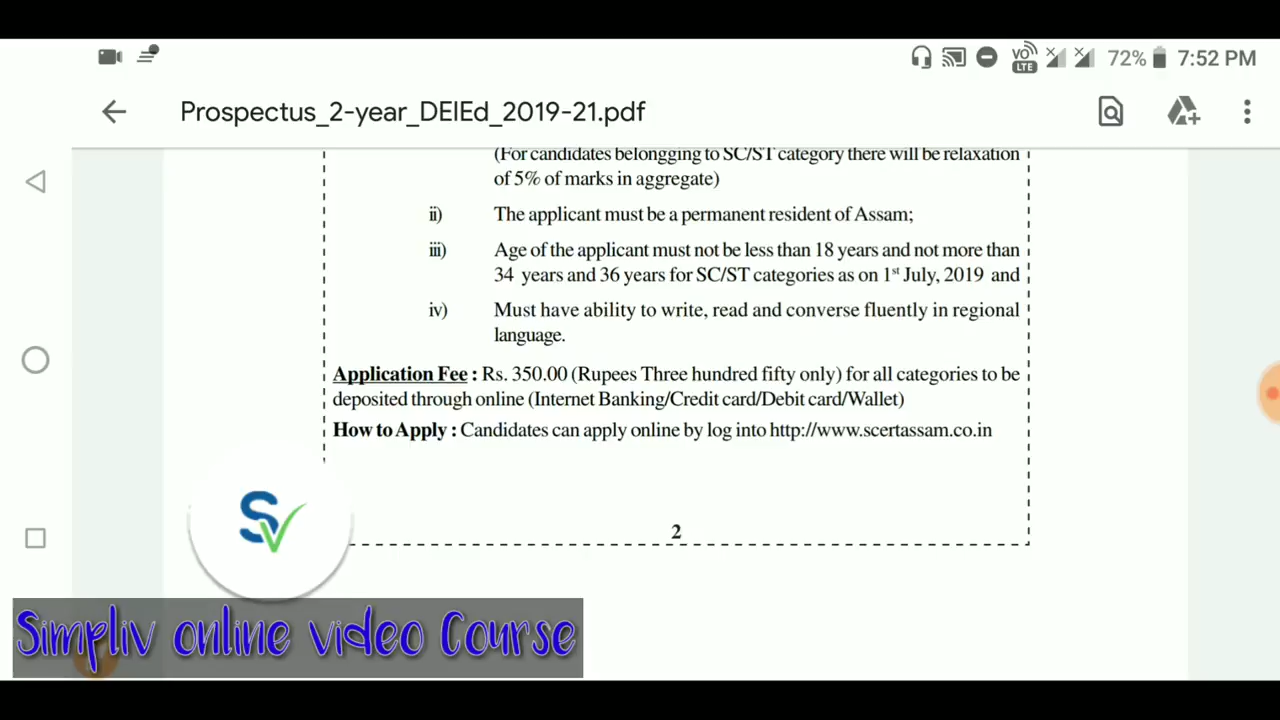 VO LTE 72% 7:52 PM
Prospectus_2-year_DElEd_2019-21.pdf
(For candidates belongging to SC/ST category there will be relaxation
of 5% of marks in aggregate)
ii) The applicant must be a permanent resident of Assam;
iii) Age of the applicant must not be less than 18 years and not more than
34 years and 36 years for SC/ST categories as on 1st July, 2019 and
iv) Must have ability to write, read and converse fluently in regional
language.
Application Fee : Rs. 350.00 (Rupees Three hundred fifty only) for all categories to be
deposited through online (Internet Banking/Credit card/Debit card/Wallet)
How to Apply : Candidates can apply online by log into http://www.scertassam.co.in
SV
2
Simpliv online video Course